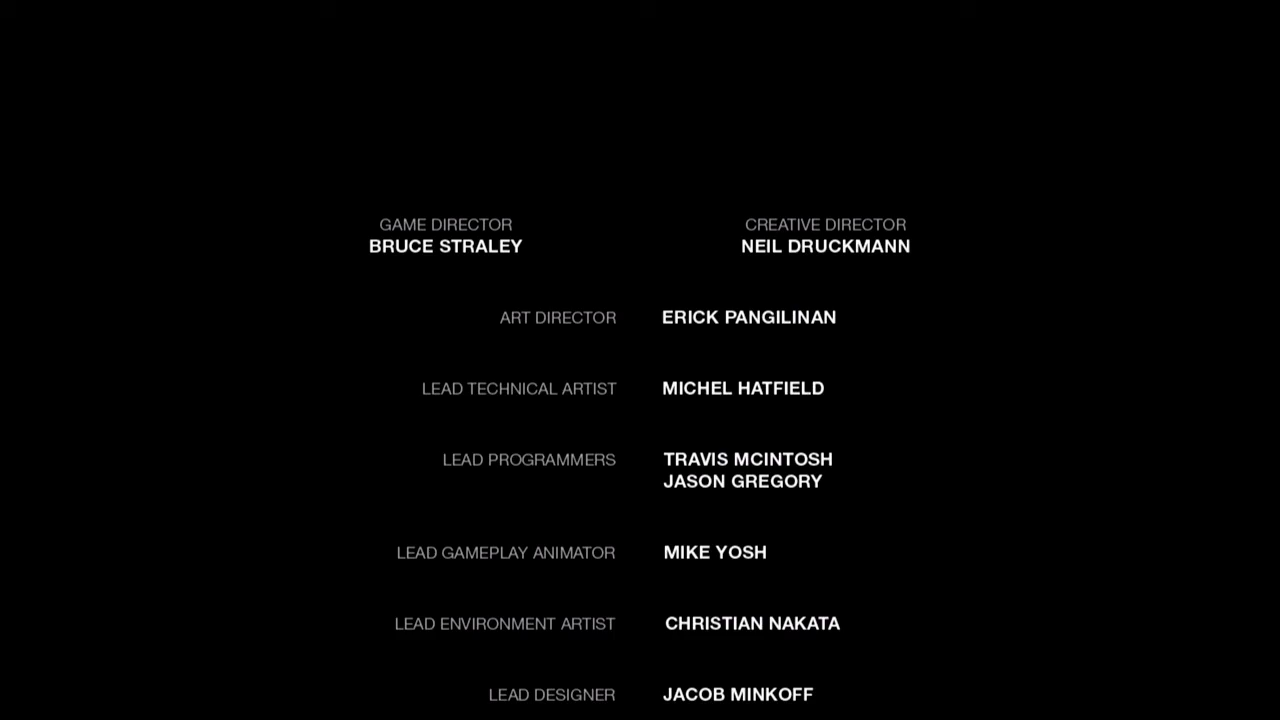 GAME DIRECTOR
BRUCE STRALEY
CREATIVE DIRECTOR
NEIL DRUCKMANN
ART DIRECTOR ERICK PANGILINAN
LEAD TECHNICAL ARTIST MICHEL HATFIELD
LEAD PROGRAMMERS TRAVIS MCINTOSH
JASON GREGORY
LEAD GAMEPLAY ANIMATOR MIKE YOSH
LEAD ENVIRONMENT ARTIST CHRISTIAN NAKATA
LEAD DESIGNER JACOB MINKOFF